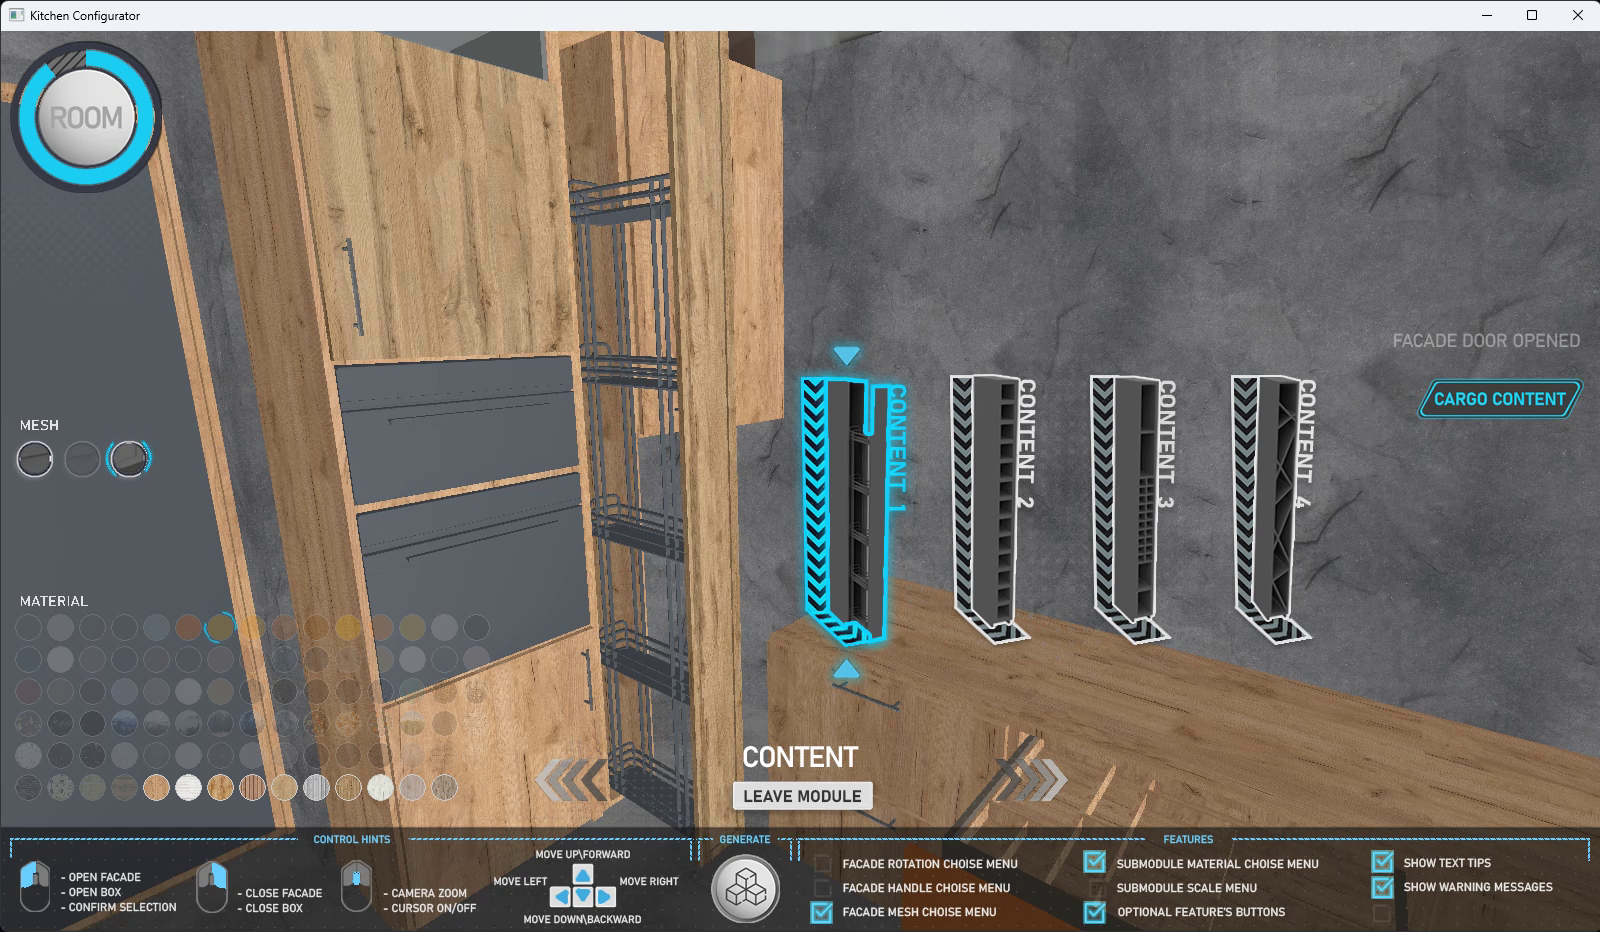 Kitchen Configurator
ROOM
FACADE DOOR OPENED
CARGO CONTENT
CONTENT 1
CONTENT 2
CONTENT 3
CONTENT 4
MESH
MATERIAL
CONTENT
LEAVE MODULE
CONTROL HINTS
GENERATE
FEATURES
- OPEN FACADE
- OPEN BOX
- CONFIRM SELECTION
- CLOSE FACADE
- CLOSE BOX
- CAMERA ZOOM
- CURSOR ON/OFF
MOVE UP\FORWARD
MOVE LEFT
MOVE RIGHT
MOVE DOWN\BACKWARD
FACADE ROTATION CHOISE MENU
FACADE HANDLE CHOISE MENU
FACADE MESH CHOISE MENU
SUBMODULE MATERIAL CHOISE MENU
SUBMODULE SCALE MENU
OPTIONAL FEATURE'S BUTTONS
SHOW TEXT TIPS
SHOW WARNING MESSAGES